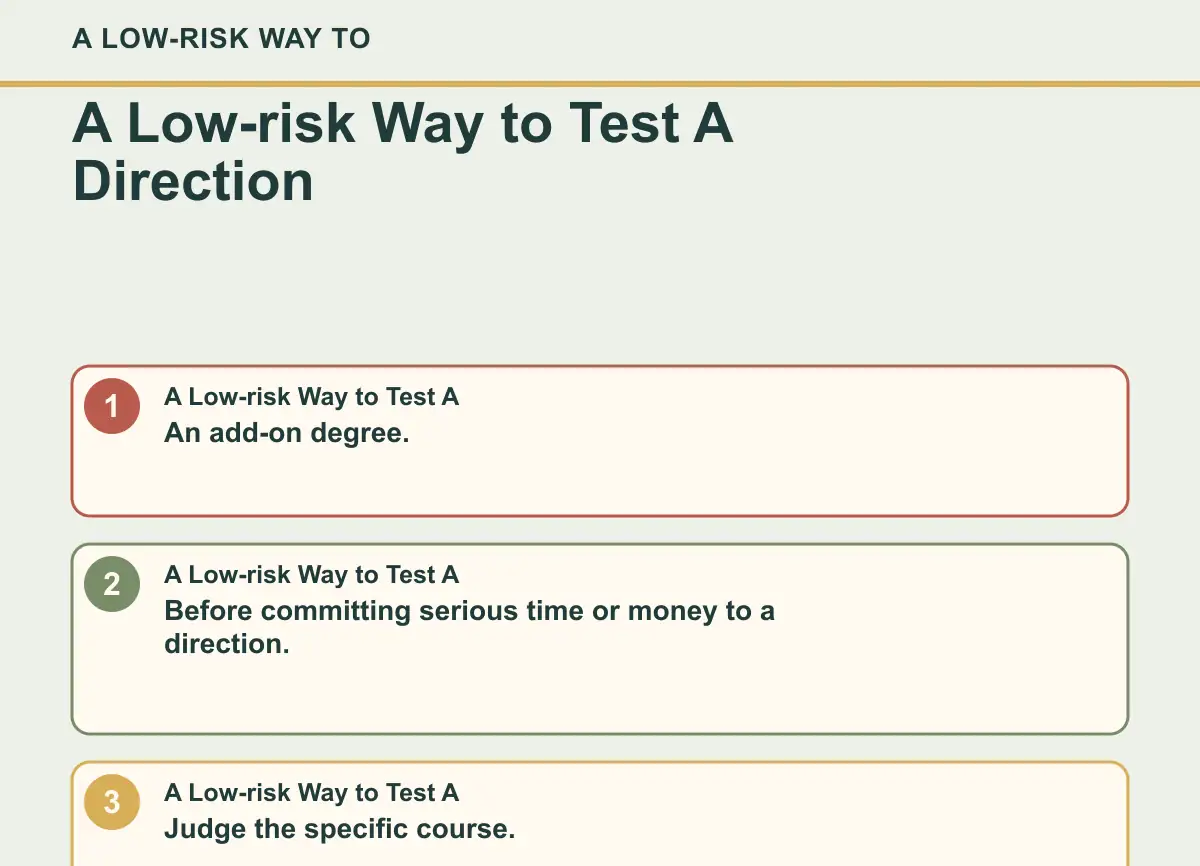 A LOW-RISK WAY TO
A Low-risk Way to Test A
Direction
1
A Low-risk Way to Test A
An add-on degree.
2
A Low-risk Way to Test A
Before committing serious time or money to a
direction.
3
A Low-risk Way to Test A
Judge the specific course.